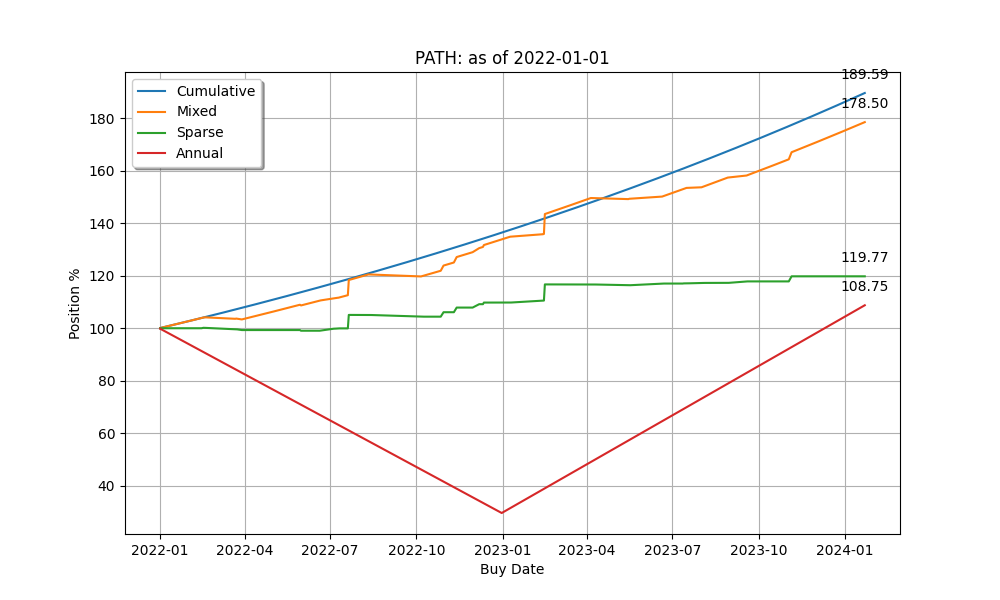 PATH: as of 2022-01-01
Cumulative
Mixed
Sparse
Annual
189.59
178.50
119.77
108.75
180
160
140
120
100
80
60
40
Position %
2022-01 2022-04 2022-07 2022-10 2023-01 2023-04 2023-07 2023-10 2024-01
Buy Date